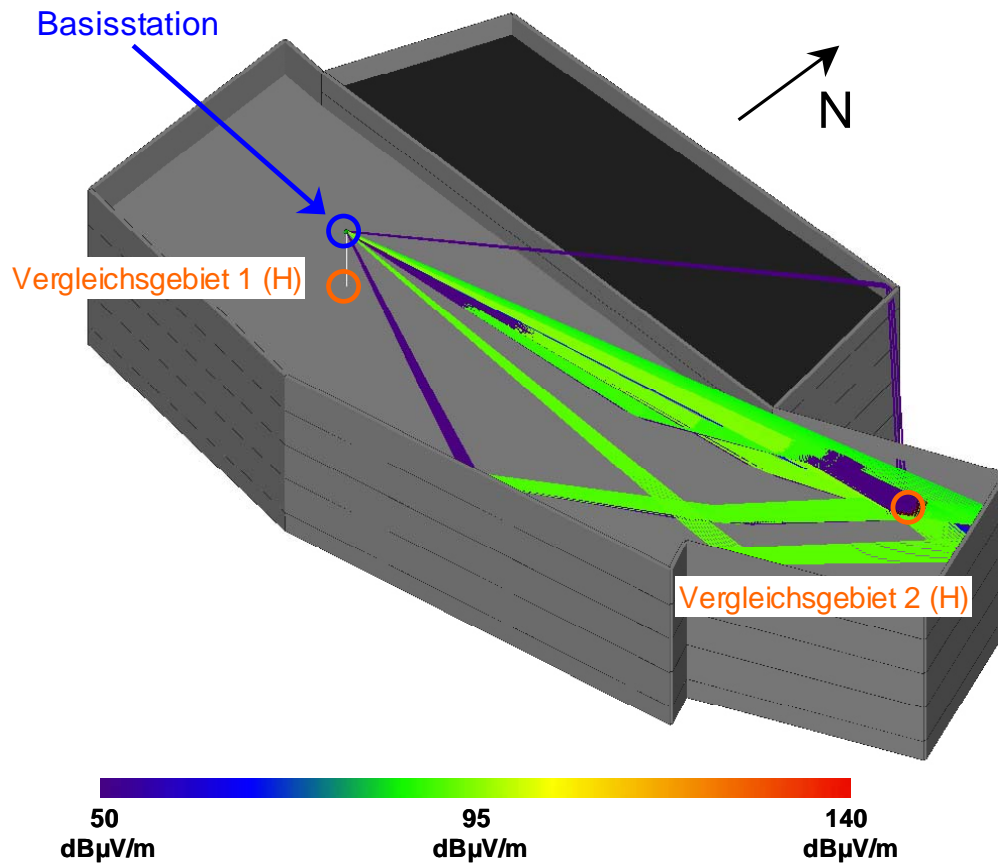 Basisstation
N
Vergleichsgebiet 1 (H)
Vergleichsgebiet 2 (H)
50 95 140
dBµV/m dBµV/m dBµV/m